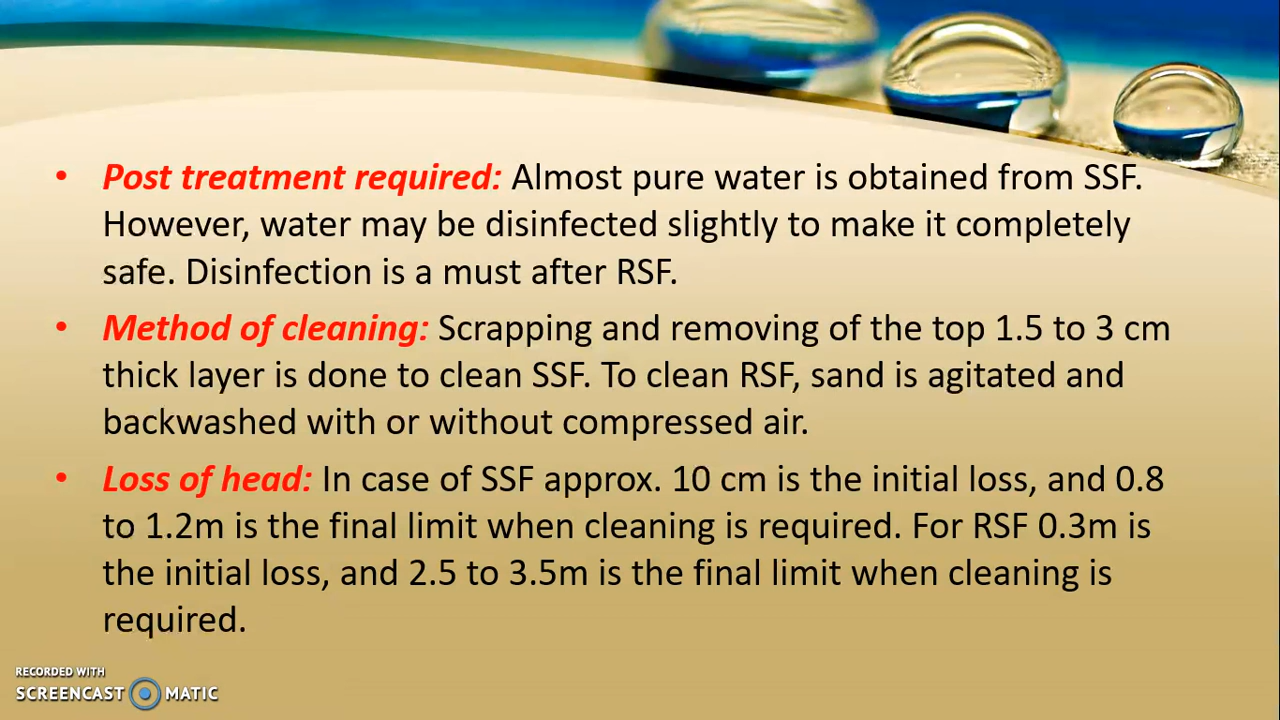 • Post treatment required: Almost pure water is obtained from SSF.
However, water may be disinfected slightly to make it completely
safe. Disinfection is a must after RSF.
• Method of cleaning: Scrapping and removing of the top 1.5 to 3 cm
thick layer is done to clean SSF. To clean RSF, sand is agitated and
backwashed with or without compressed air.
• Loss of head: In case of SSF approx. 10 cm is the initial loss, and 0.8
to 1.2m is the final limit when cleaning is required. For RSF 0.3m is
the initial loss, and 2.5 to 3.5m is the final limit when cleaning is
required.
RECORDED WITH
SCREENCAST MATIC